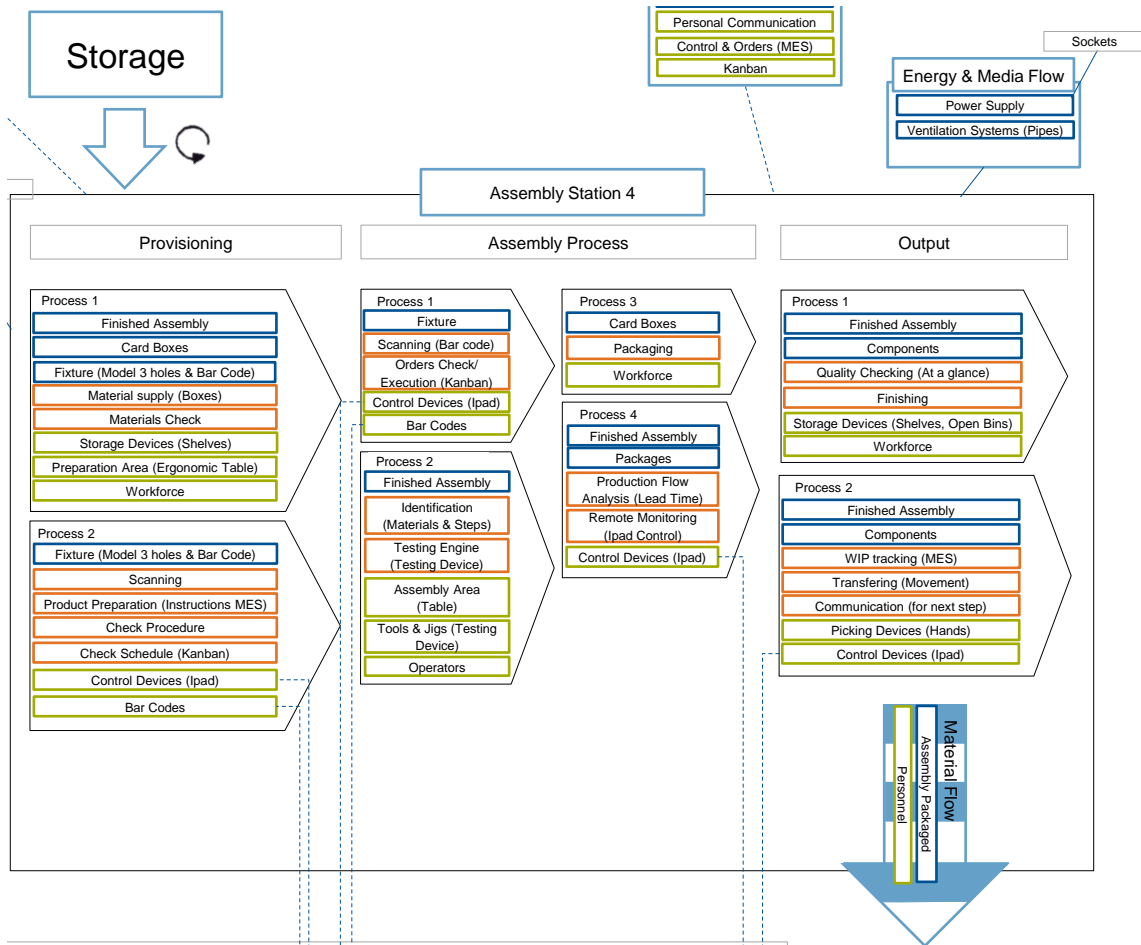 Storage
Personal Communication
Control & Orders (MES)
Kanban
Sockets
Energy & Media Flow
Power Supply
Ventilation Systems (Pipes)
Assembly Station 4
Provisioning
Process 1
Finished Assembly
Card Boxes
Fixture (Model 3 holes & Bar Code)
Material supply (Boxes)
Materials Check
Storage Devices (Shelves)
Preparation Area (Ergonomic Table)
Workforce
Process 2
Fixture (Model 3 holes & Bar Code)
Scanning
Product Preparation (Instructions MES)
Check Procedure
Check Schedule (Kanban)
Control Devices (Ipad)
Bar Codes
Assembly Process
Process 1
Fixture
Scanning (Bar code)
Orders Check/
Execution (Kanban)
Control Devices (Ipad)
Bar Codes
Process 2
Finished Assembly
Identification
(Materials & Steps)
Testing Engine
(Testing Device)
Assembly Area
(Table)
Tools & Jigs (Testing
Device)
Operators
Process 3
Card Boxes
Packaging
Workforce
Process 4
Finished Assembly
Packages
Production Flow
Analysis (Lead Time)
Remote Monitoring
(Ipad Control)
Control Devices (Ipad)
Output
Process 1
Finished Assembly
Components
Quality Checking (At a glance)
Finishing
Storage Devices (Shelves, Open Bins)
Workforce
Process 2
Finished Assembly
Components
WIP tracking (MES)
Transfering (Movement)
Communication (for next step)
Picking Devices (Hands)
Control Devices (Ipad)
Material Flow
Assembly Packaged
Personnel